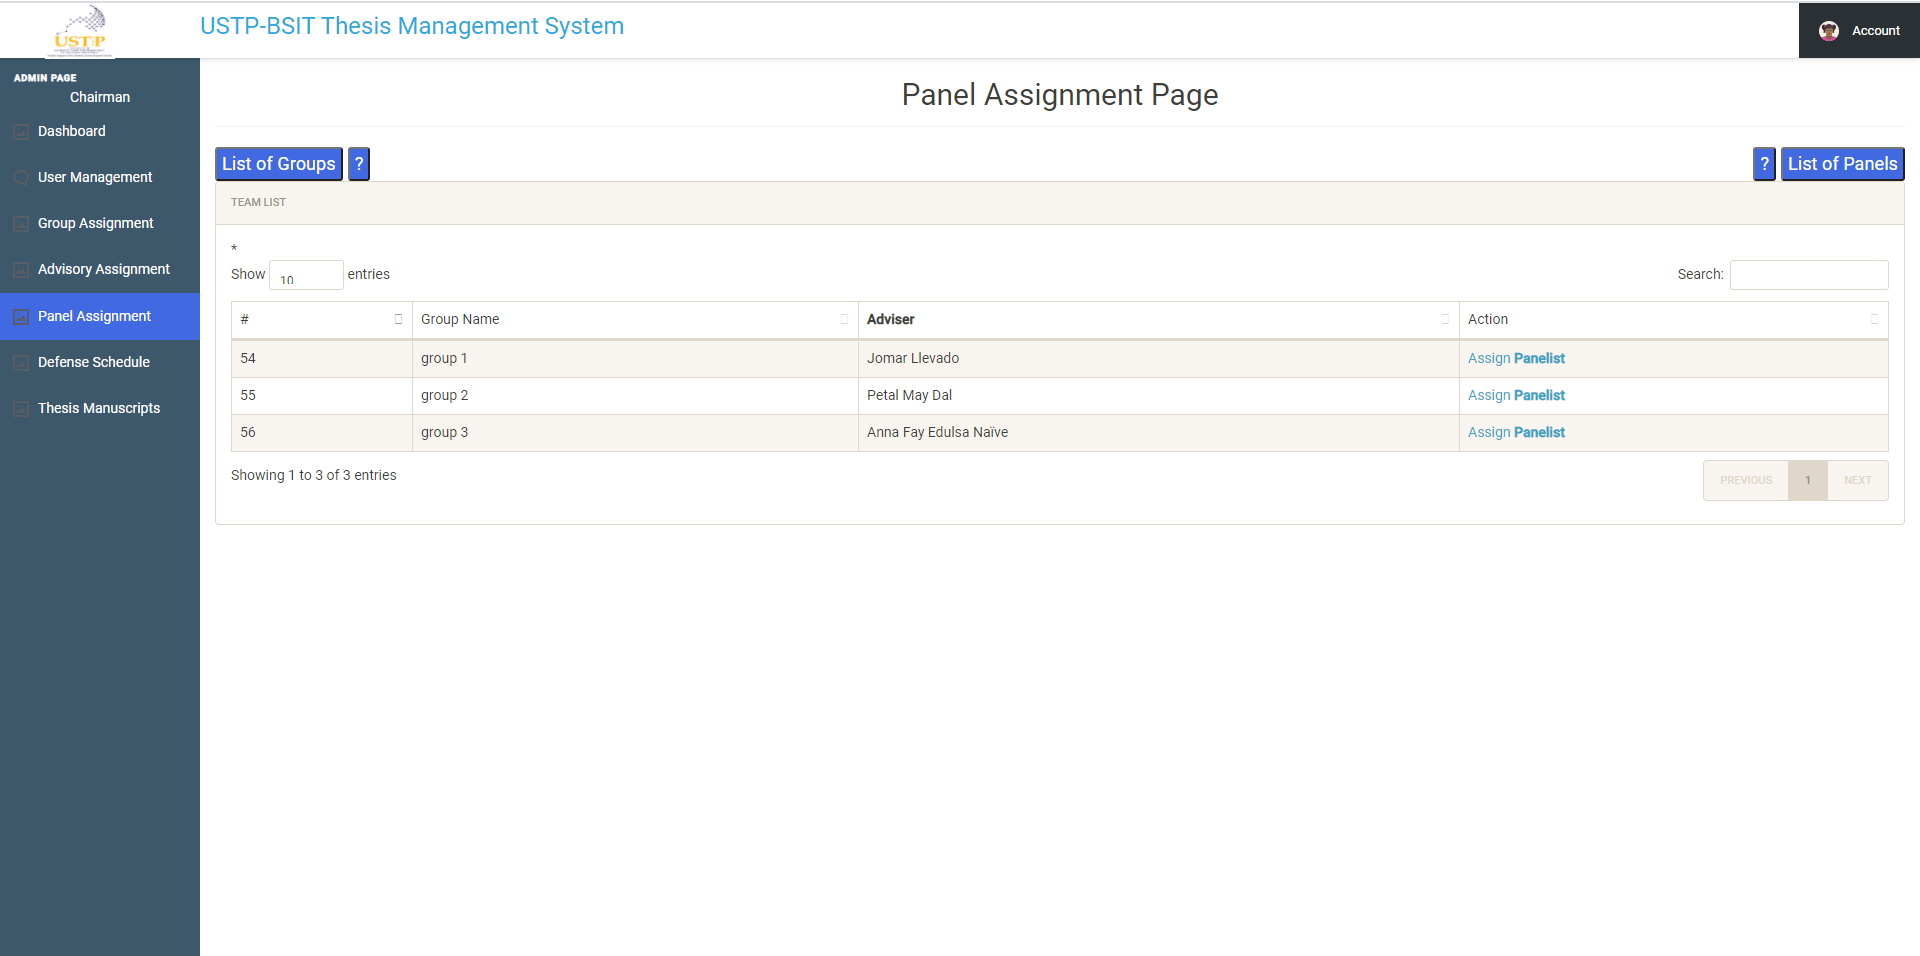 USTP
USTP-BSIT Thesis Management System
Account
ADMIN PAGE
Chairman
Dashboard
User Management
Group Assignment
Advisory Assignment
Panel Assignment
Defense Schedule
Thesis Manuscripts
Panel Assignment Page
List of Groups ?
? List of Panels
TEAM LIST
*
Show 10 entries
Search:
# Group Name Adviser Action
54 group 1 Jomar Llevado Assign Panelist
55 group 2 Petal May Dal Assign Panelist
56 group 3 Anna Fay Edulsa Naïve Assign Panelist
Showing 1 to 3 of 3 entries
PREVIOUS 1 NEXT